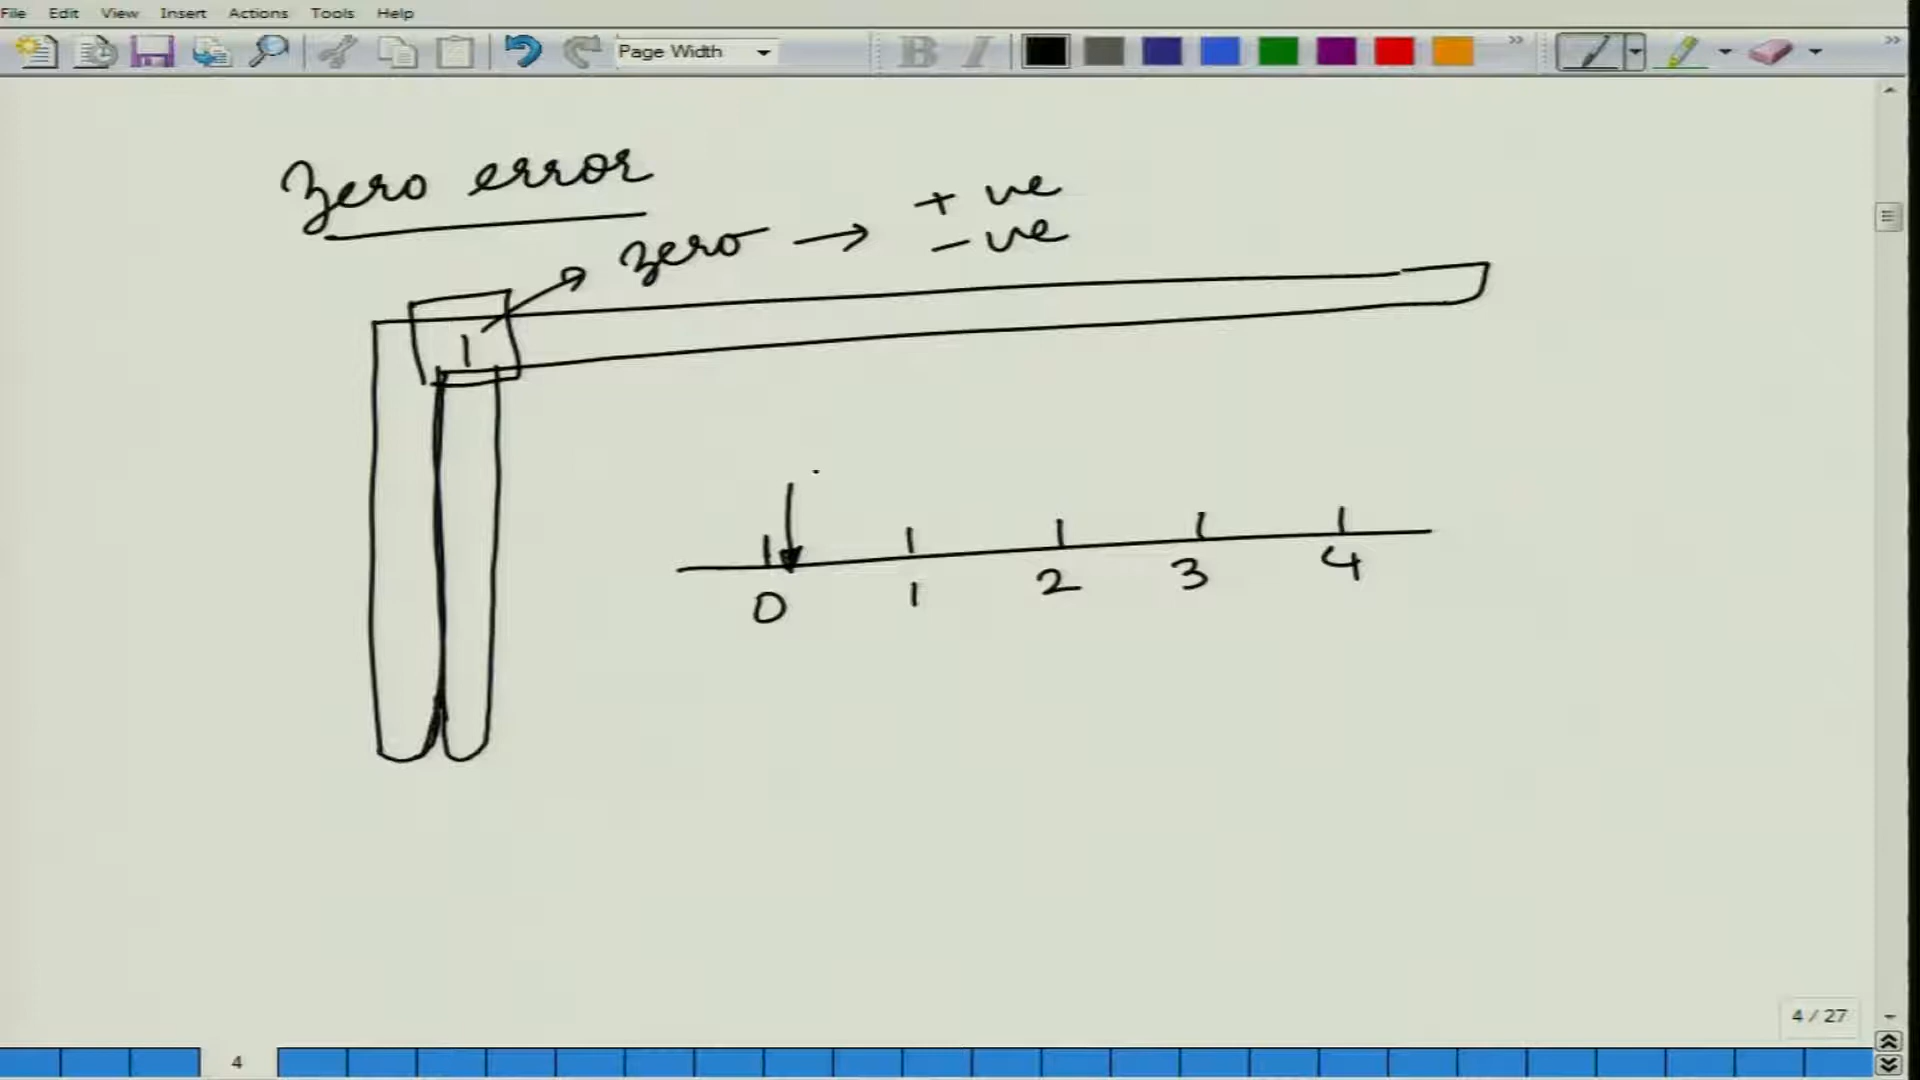 File Edit View Insert Actions Tools Help
Page Width B I
zero error
+ ve
zero → - ve
1
0 1 2 3 4
4 / 27
4